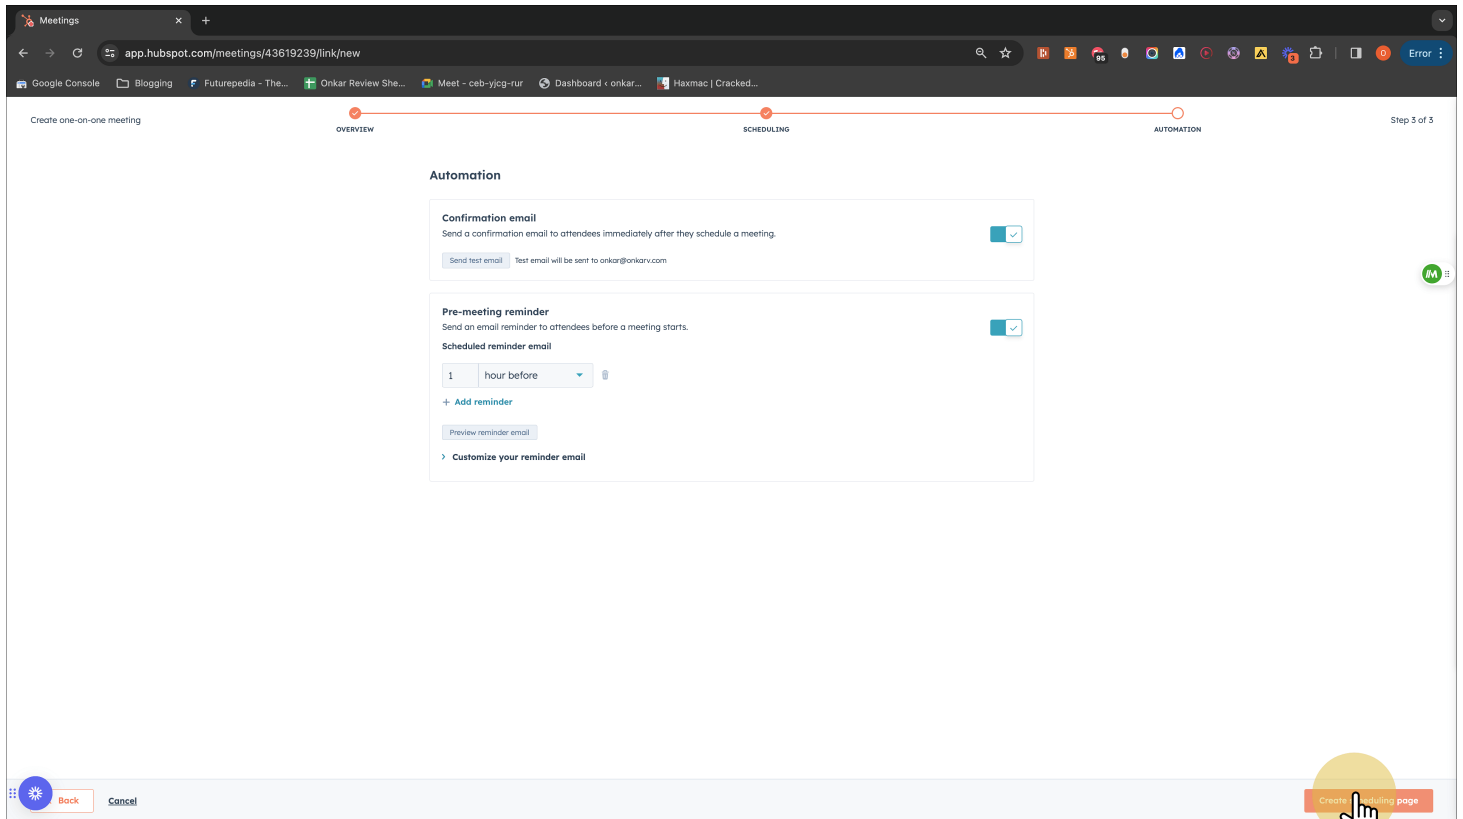 Meetings
app.hubspot.com/meetings/43619239/link/new
95
3
O
Error
Google Console
Blogging
Futurepedia - The...
Onkar Review She...
Meet - ceb-yjcg-rur
Dashboard ‹ onkar...
Haxmac | Cracked...
Create one-on-one meeting
OVERVIEW
SCHEDULING
AUTOMATION
Step 3 of 3
Automation
Confirmation email
Send a confirmation email to attendees immediately after they schedule a meeting.
Send test email
Test email will be sent to onkar@onkarv.com
Pre-meeting reminder
Send an email reminder to attendees before a meeting starts.
Scheduled reminder email
1 hour before
+ Add reminder
Preview reminder email
Customize your reminder email
Back
Cancel
Create scheduling page